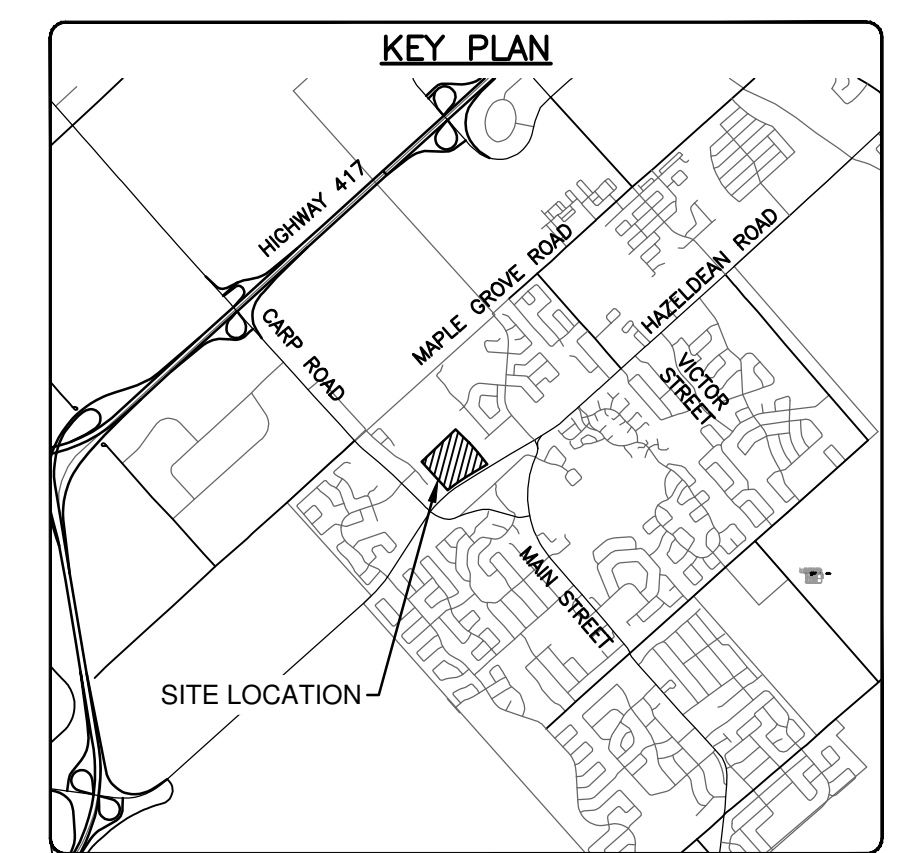 KEY PLAN
HIGHWAY 417
MAPLE GROVE ROAD
HAZELDEAN ROAD
CARP ROAD
VICTOR
STREET
MAIN STREET
SITE LOCATION